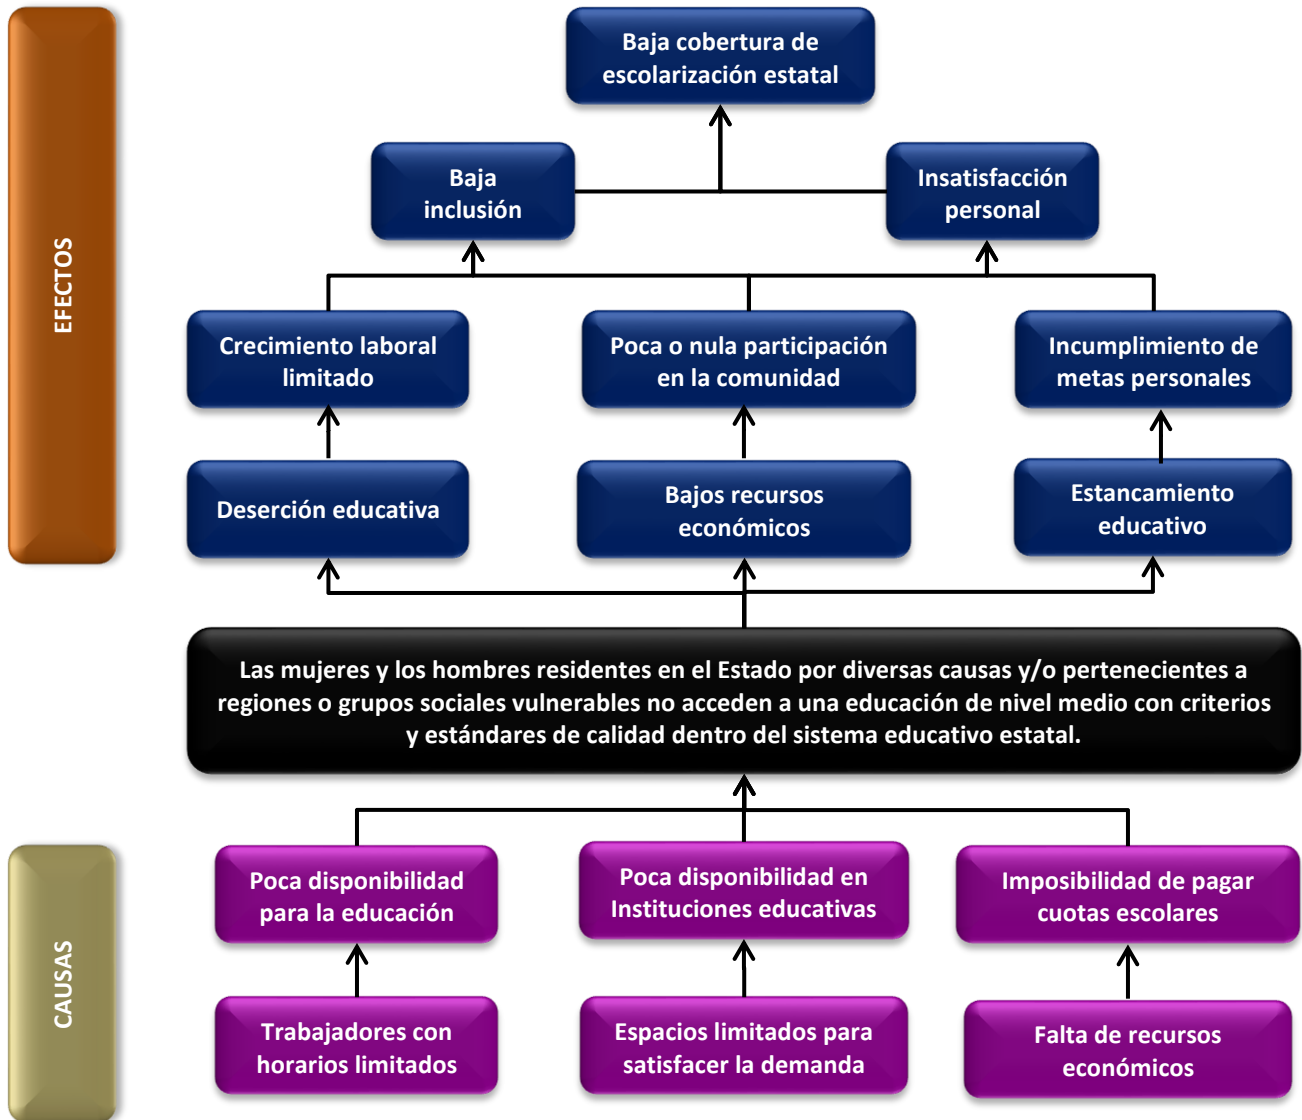 Baja cobertura de
escolarización estatal
Baja
inclusión
Insatisfacción
personal
EFECTOS
Crecimiento laboral
limitado
Poca o nula participación
en la comunidad
Incumplimiento de
metas personales
Deserción educativa
Bajos recursos
económicos
Estancamiento
educativo
Las mujeres y los hombres residentes en el Estado por diversas causas y/o pertenecientes a
regiones o grupos sociales vulnerables no acceden a una educación de nivel medio con criterios
y estándares de calidad dentro del sistema educativo estatal.
CAUSAS
Poca disponibilidad
para la educación
Poca disponibilidad en
Instituciones educativas
Imposibilidad de pagar
cuotas escolares
Trabajadores con
horarios limitados
Espacios limitados para
satisfacer la demanda
Falta de recursos
económicos